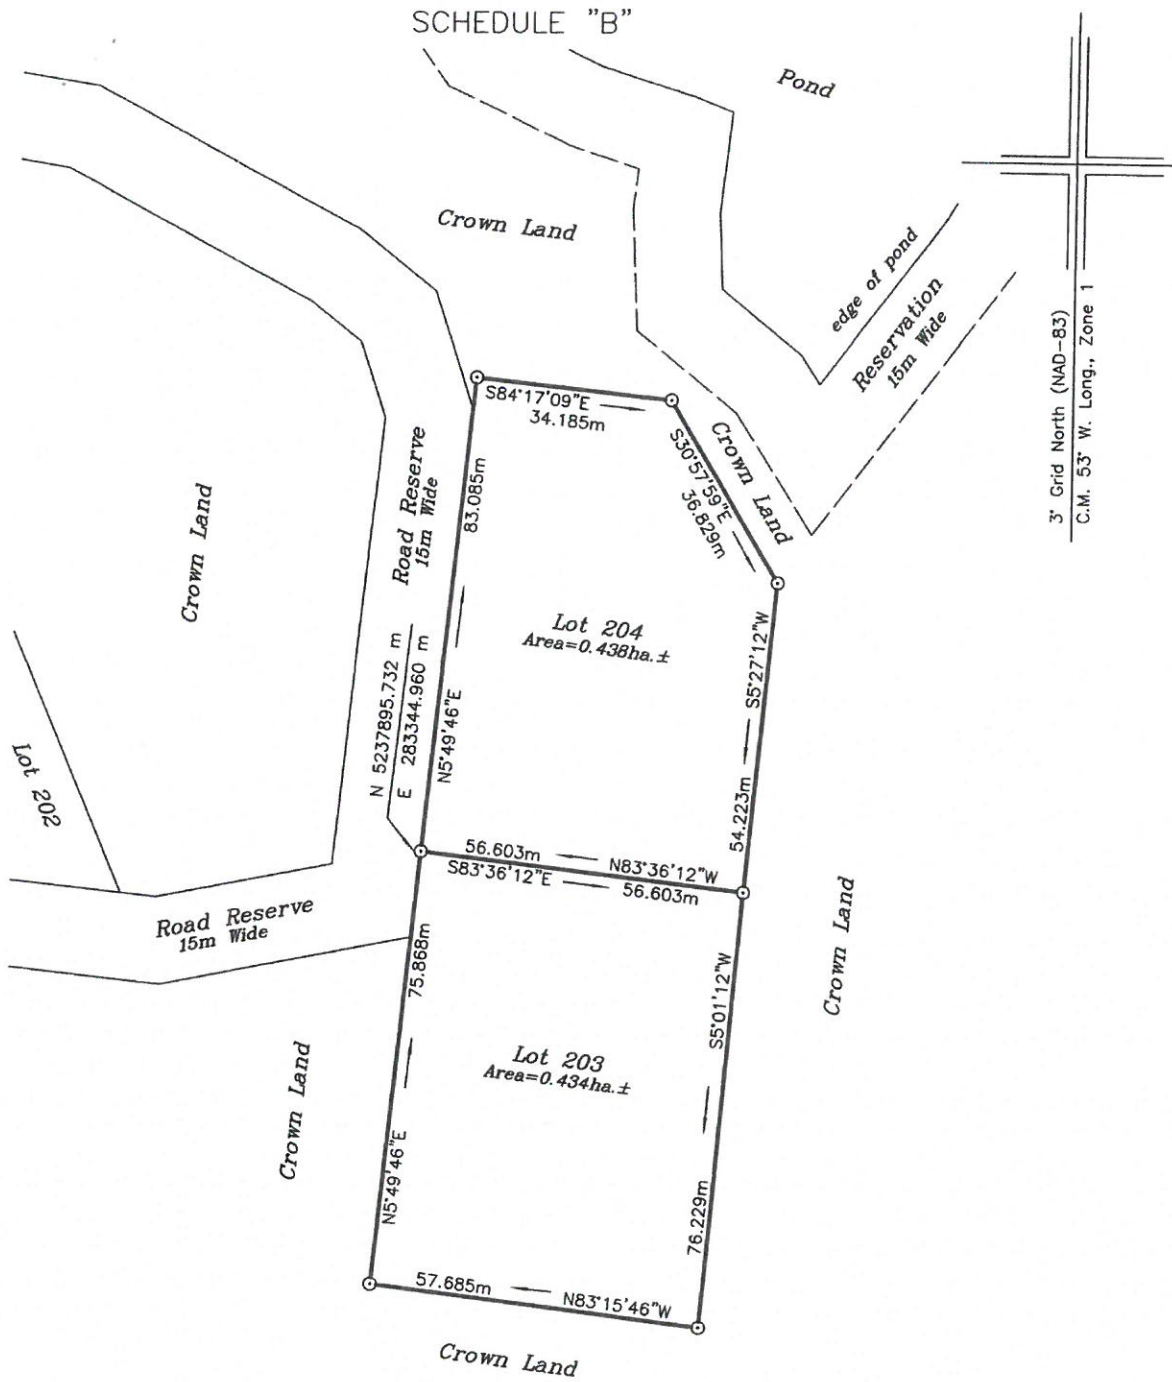 SCHEDULE "B"
Pond
Crown Land
edge of pond
Reservation
15m Wide
3° Grid North (NAD-83)
C.M. 53° W. Long., Zone 1
S84°17'09"E
34.185m
Crown Land
S30°57'59"E
36.829m
Road Reserve
15m Wide
83.085m
Crown Land
Lot 204
Area=0.438ha.±
S5°27'12"W
54.223m
N 5237895.732 m
E 283344.960 m
N5°49'46"E
Lot 202
56.603m
N83°36'12"W
S83°36'12"E
56.603m
Road Reserve
15m Wide
75.868m
Crown Land
S5°01'12"W
Lot 203
Area=0.434ha.±
Crown Land
N5°49'46"E
76.229m
57.685m
N83°15'46"W
Crown Land